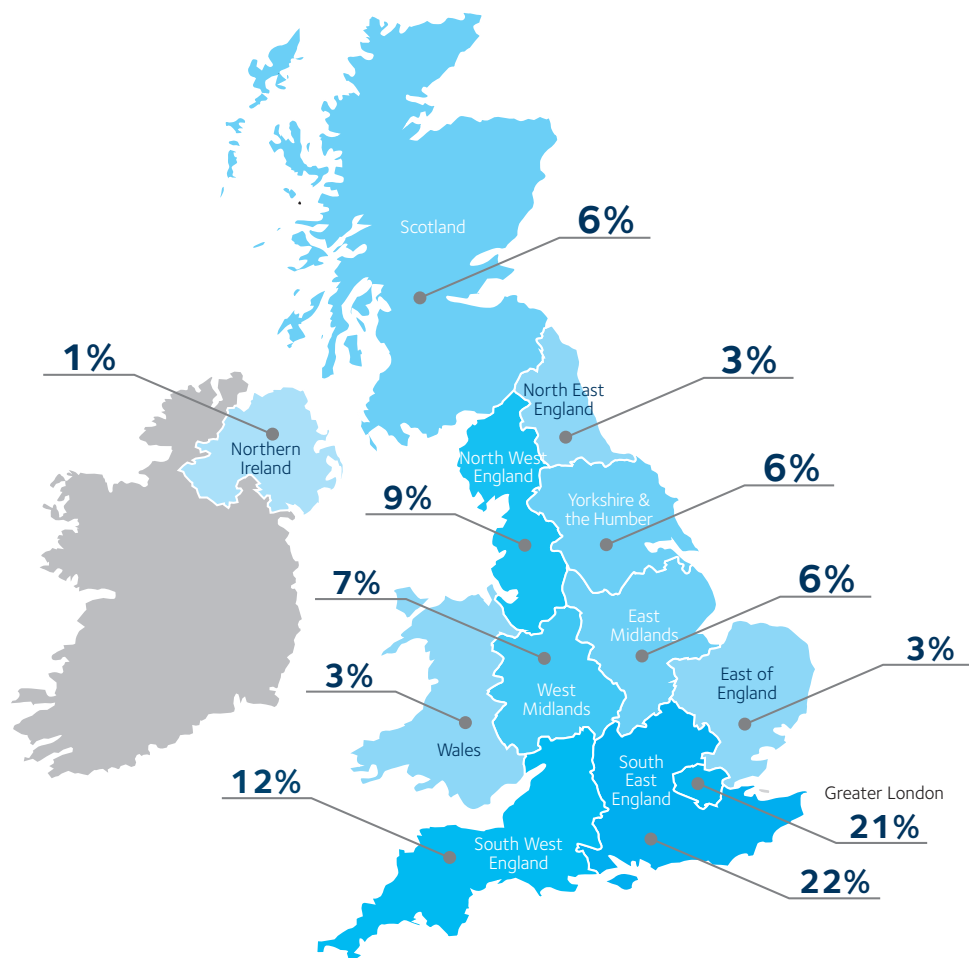 Scotland
6%
1%
3%
North East
England
Northern
Ireland
North West
England
6%
Yorkshire &
the Humber
9%
7%
6%
East
Midlands
3%
3%
East of
England
West
Midlands
Wales
12%
South
East
England
Greater London
21%
South West
England
22%